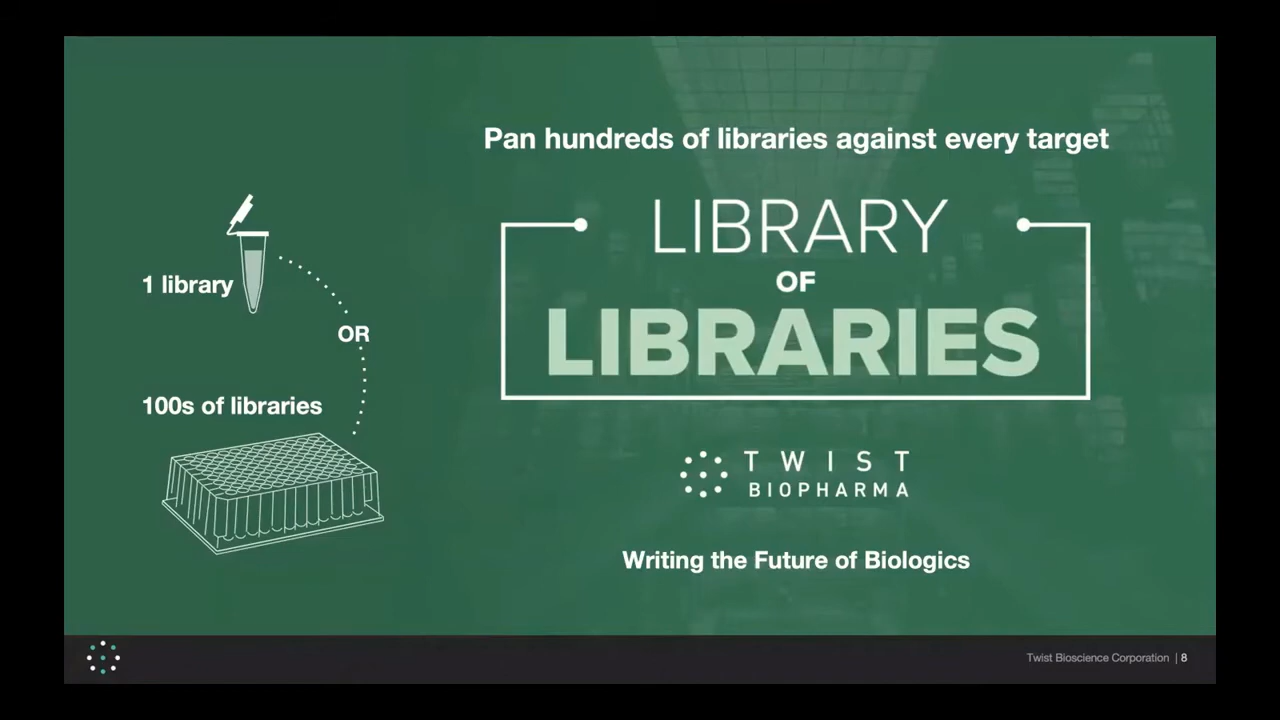 Pan hundreds of libraries against every target
LIBRARY
OF
LIBRARIES
1 library
OR
100s of libraries
TWIST
BIOPHARMA
Writing the Future of Biologics
Twist Bioscience Corporation | 8